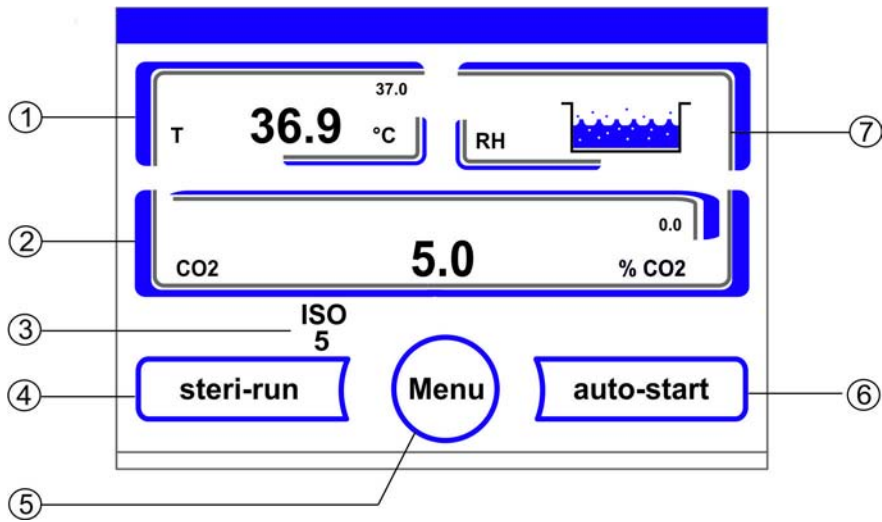 ① 37.0
T 36.9 °C
RH
⑦
② 0.0
CO2 5.0 % CO2
③ ISO
5
④ steri-run
Menu
auto-start ⑥
⑤